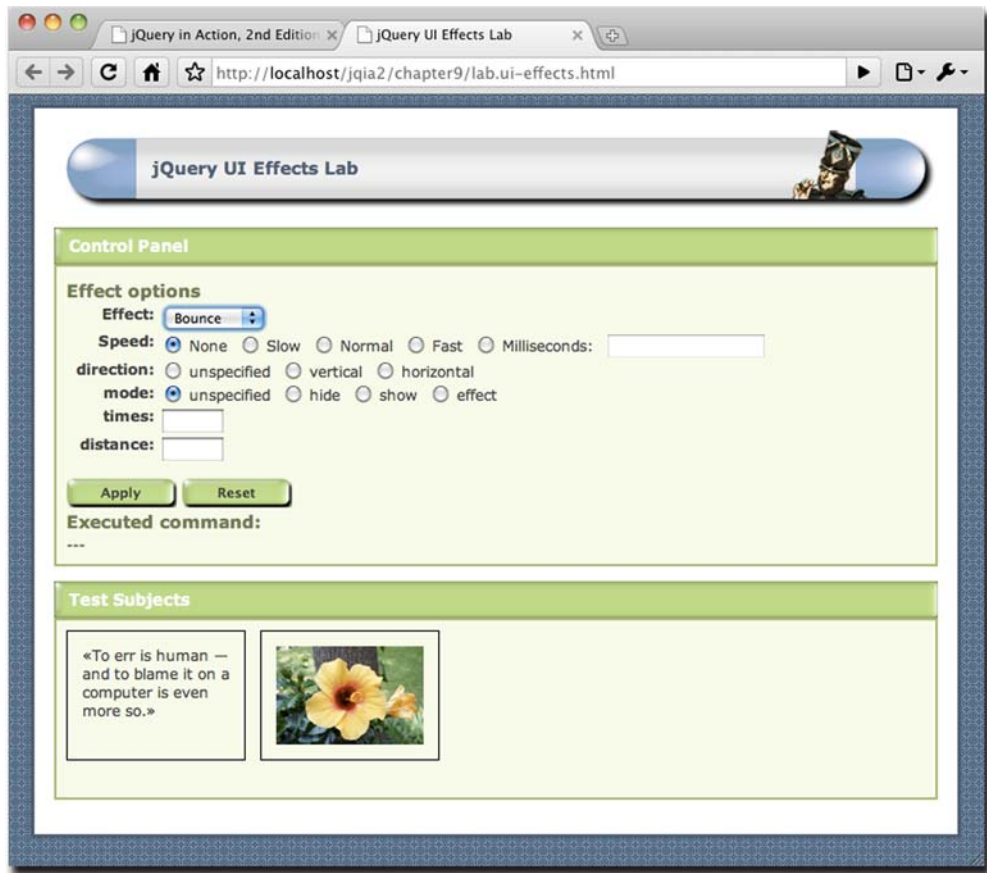 jQuery in Action, 2nd Edition
jQuery UI Effects Lab
http://localhost/jqia2/chapter9/lab.ui-effects.html
jQuery UI Effects Lab
Control Panel
Effect options
Effect: Bounce
Speed: None Slow Normal Fast Milliseconds:
direction: unspecified vertical horizontal
mode: unspecified hide show effect
times:
distance:
Apply Reset
Executed command:
---
Test Subjects
«To err is human —
and to blame it on a
computer is even
more so.»